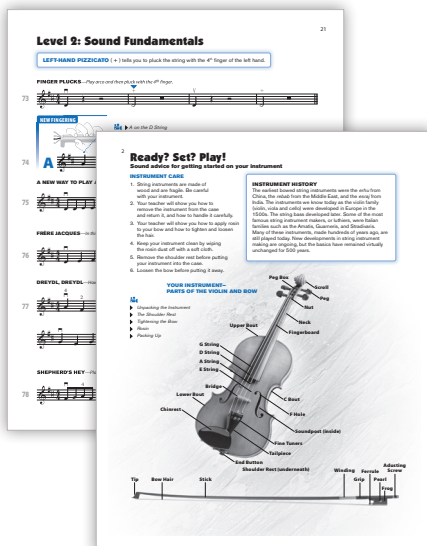 21
Level 2: Sound Fundamentals
LEFT-HAND PIZZICATO ( + ) tells you to pluck the string with the 4th finger of the left hand.
FINGER PLUCKS—Play arco and then pluck with the 4th finger.
73
NEW FINGERING
A on the D String
74
A
A NEW WAY TO PLAY
75
FRÈRE JACQUES—
76
DREYDL, DREYDL—
77
SHEPHERD'S HEY—
78
2
Ready? Set? Play!
Sound advice for getting started on your instrument
INSTRUMENT CARE
1. String instruments are made of
wood and are fragile. Be careful
with your instrument.
2. Your teacher will show you how to
remove the instrument from the case
and return it, and how to handle it carefully.
3. Your teacher will show you how to apply rosin
to your bow and how to tighten and loosen
the hair.
4. Keep your instrument clean by wiping
the rosin dust off with a soft cloth.
5. Remove the shoulder rest before putting
your instrument into the case.
6. Loosen the bow before putting it away.
INSTRUMENT HISTORY
The earliest bowed string instruments were the erhu from
China, the rebab from the Middle East, and the esraj from
India. The instruments we know today as the violin family
(violin, viola and cello) were developed in Europe in the
1500s. The string bass developed later. Some of the most
famous string instrument makers, or luthiers, were Italian
families such as the Amatis, Guarneris, and Stradivaris.
Many of these instruments, made hundreds of years ago, are
still played today. New developments in string instrument
making are ongoing, but the basics have remained virtually
unchanged for 500 years.
YOUR INSTRUMENT—
PARTS OF THE VIOLIN AND BOW
Unpacking the Instrument
The Shoulder Rest
Tightening the Bow
Rosin
Packing Up
Peg Box
Scroll
Peg
Nut
Neck
Fingerboard
Upper Bout
G String
D String
A String
E String
Bridge
Lower Bout
Chinrest
C Bout
F Hole
Soundpost (inside)
Fine Tuners
Tailpiece
End Button
Shoulder Rest (underneath)
Tip
Bow Hair
Stick
Winding
Grip
Ferrule
Pearl
Frog
Adjusting
Screw